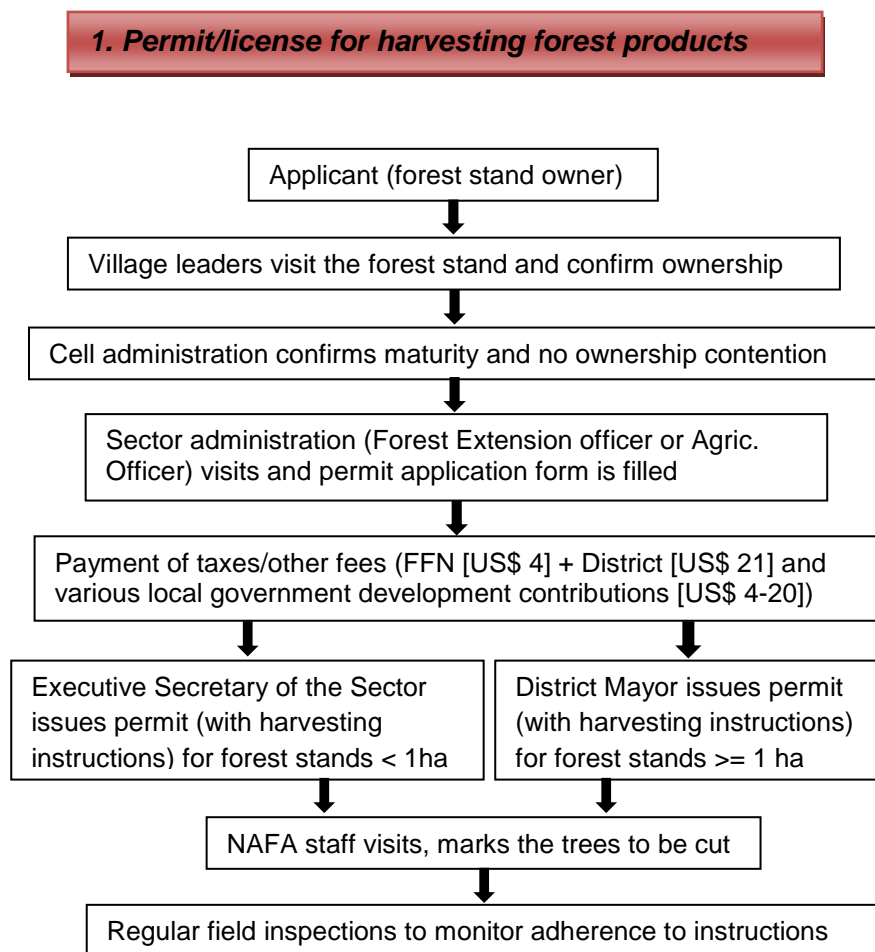 1. Permit/license for harvesting forest products
Applicant (forest stand owner)
Village leaders visit the forest stand and confirm ownership
Cell administration confirms maturity and no ownership contention
Sector administration (Forest Extension officer or Agric.
Officer) visits and permit application form is filled
Payment of taxes/other fees (FFN [US$ 4] + District [US$ 21] and
various local government development contributions [US$ 4-20])
Executive Secretary of the Sector
issues permit (with harvesting
instructions) for forest stands < 1ha
District Mayor issues permit
(with harvesting instructions)
for forest stands >= 1 ha
NAFA staff visits, marks the trees to be cut
Regular field inspections to monitor adherence to instructions